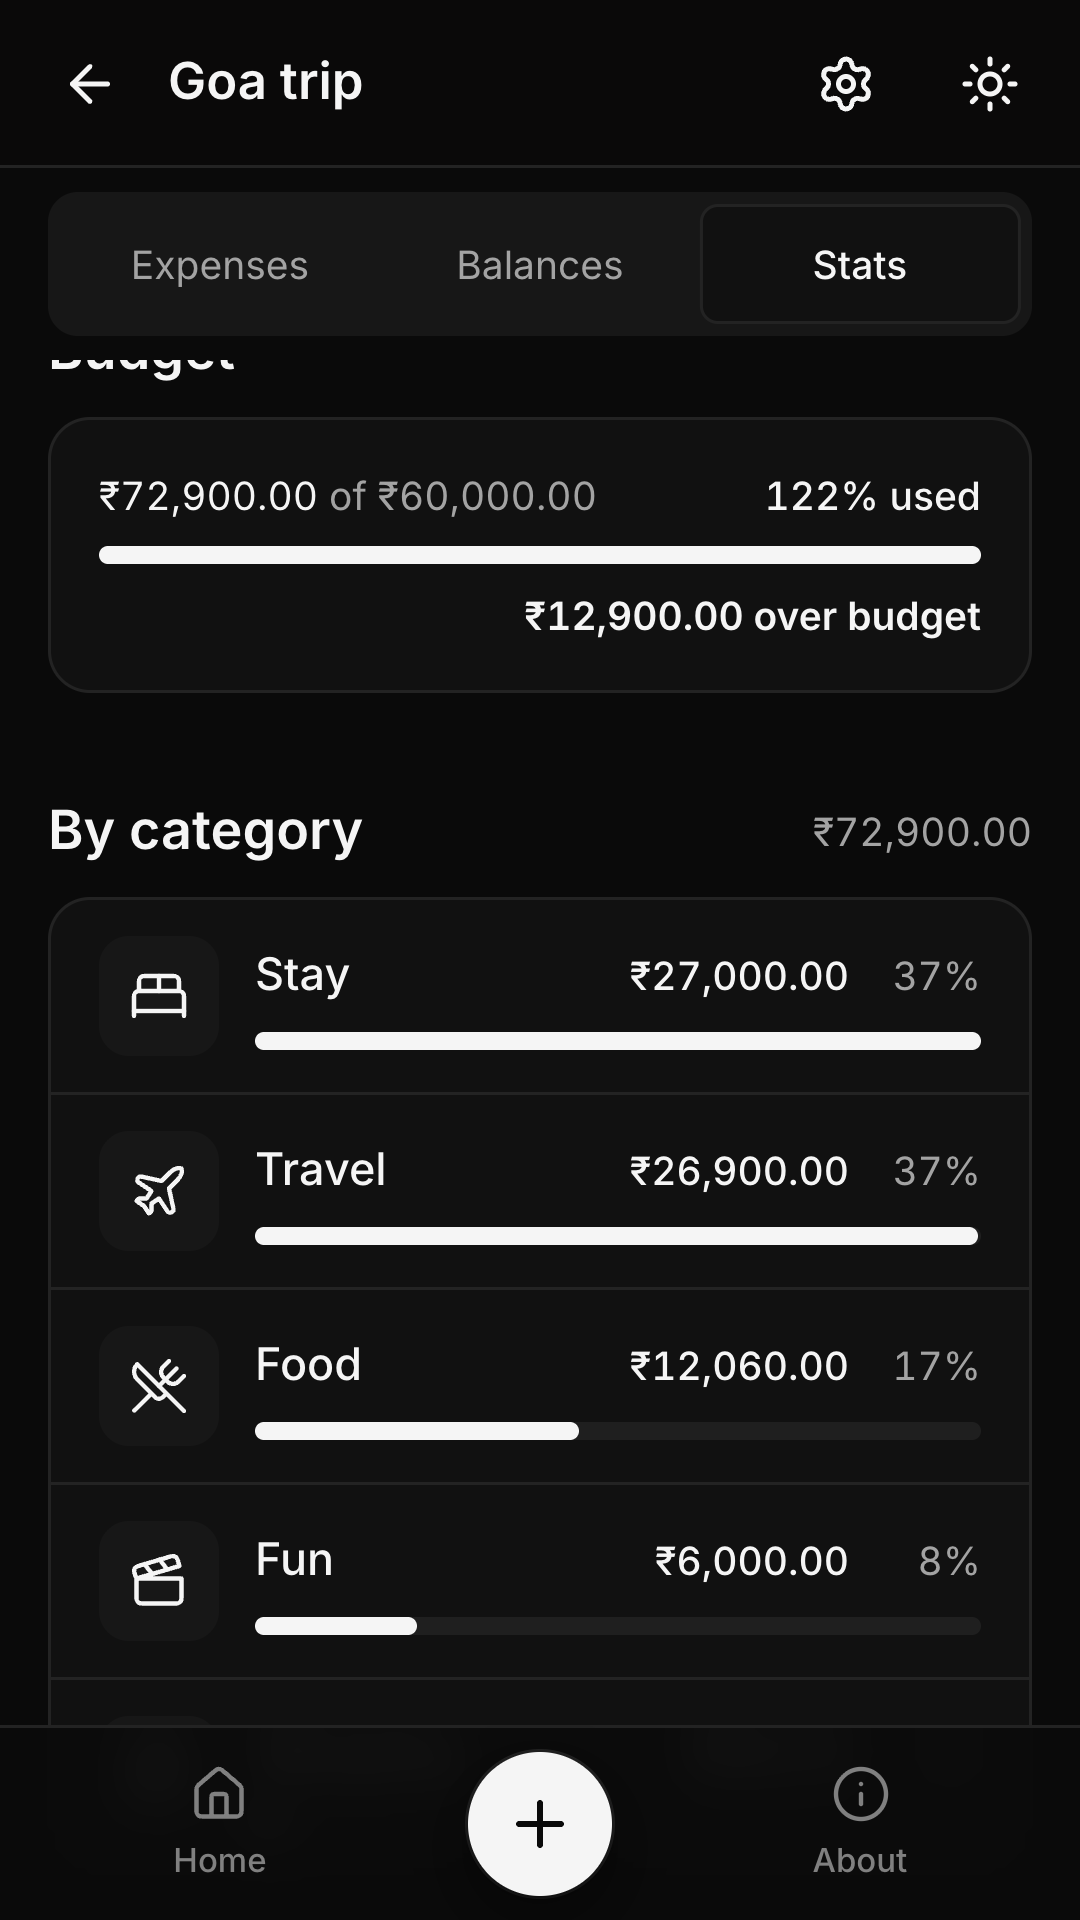 Goa trip
Expenses
Balances
Stats
Budget
₹72,900.00 of ₹60,000.00
122% used
₹12,900.00 over budget
By category
₹72,900.00
Stay
₹27,000.00
37%
Travel
₹26,900.00
37%
Food
₹12,060.00
17%
Fun
₹6,000.00
8%
Home
About